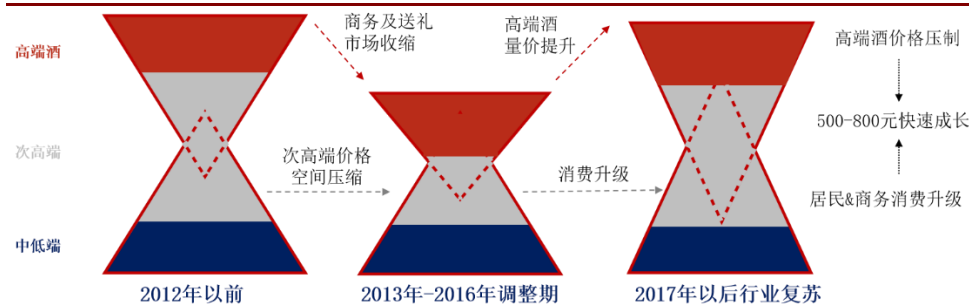 高端酒
次高端
中低端
商务及送礼
市场收缩
高端酒
量价提升
次高端价格
空间压缩
消费升级
高端酒价格压制
500-800元快速成长
居民&商务消费升级
2012年以前
2013年-2016年调整期
2017年以后行业复苏